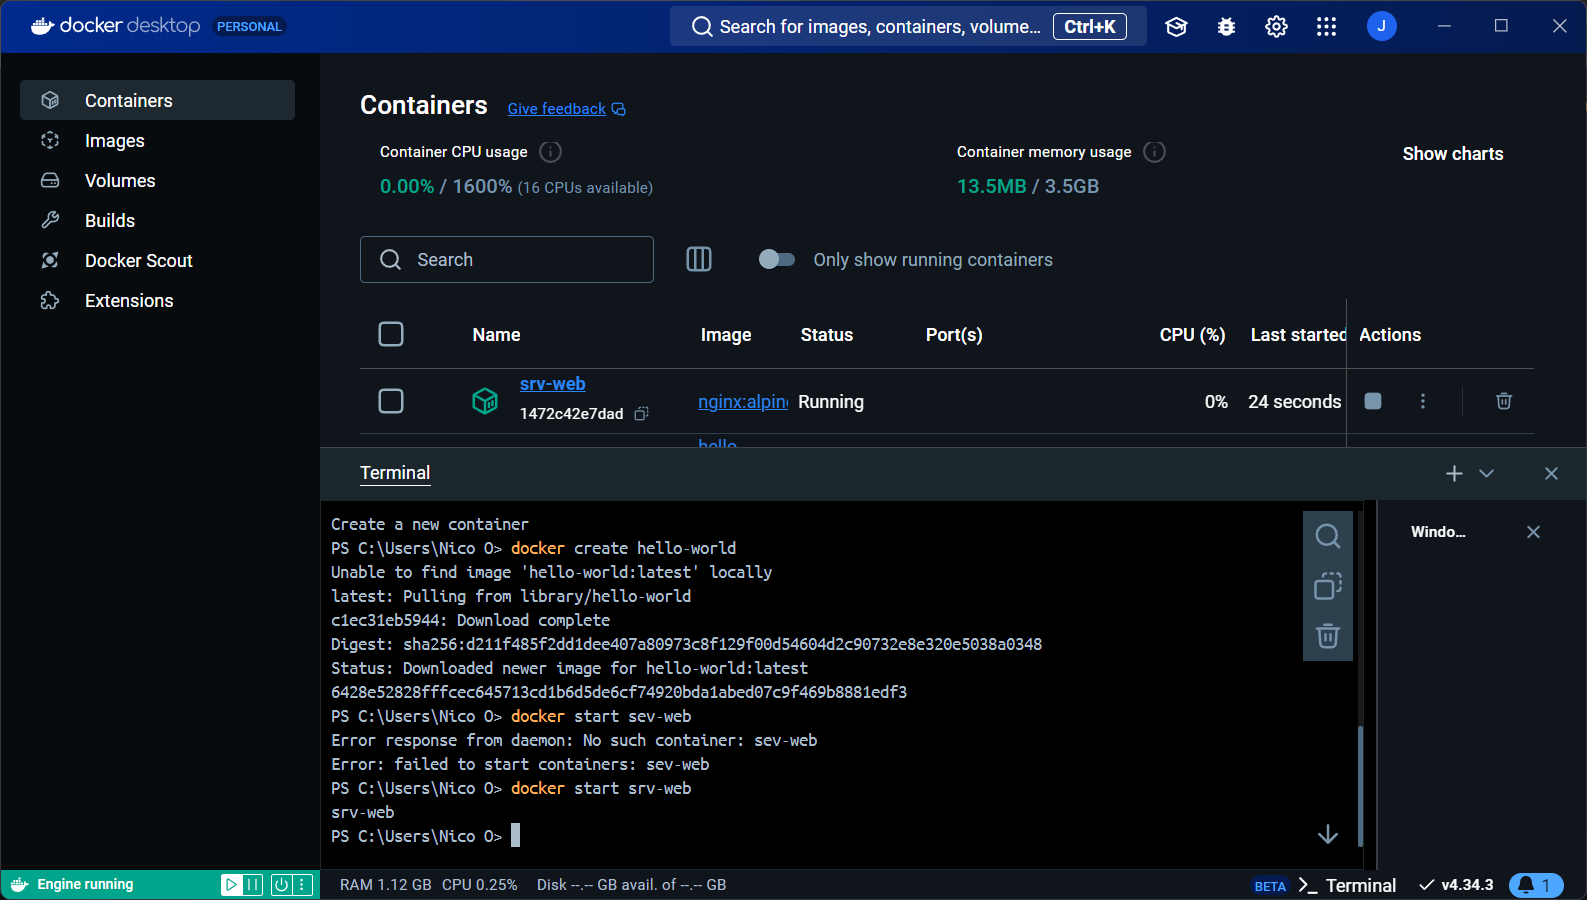 docker desktop PERSONAL
Search for images, containers, volume... Ctrl+K
J
Containers
Images
Volumes
Builds
Docker Scout
Extensions
Containers Give feedback
Container CPU usage
0.00% / 1600% (16 CPUs available)
Container memory usage
13.5MB / 3.5GB
Show charts
Search
Only show running containers
Name Image Status Port(s) CPU (%) Last started Actions
srv-web
1472c42e7dad
nginx:alpine Running 0% 24 seconds
hello
Terminal
Create a new container
PS C:\Users\Nico O> docker create hello-world
Unable to find image 'hello-world:latest' locally
latest: Pulling from library/hello-world
c1ec31eb5944: Download complete
Digest: sha256:d211f485f2dd1dee407a80973c8f129f00d54604d2c90732e8e320e5038a0348
Status: Downloaded newer image for hello-world:latest
6428e52828fffcec645713cd1b6d5de6cf74920bda1abed07c9f469b8881edf3
PS C:\Users\Nico O> docker start sev-web
Error response from daemon: No such container: sev-web
Error: failed to start containers: sev-web
PS C:\Users\Nico O> docker start srv-web
srv-web
PS C:\Users\Nico O>
Windo...
Engine running
RAM 1.12 GB CPU 0.25% Disk --.-- GB avail. of --.-- GB
BETA Terminal v4.34.3 1